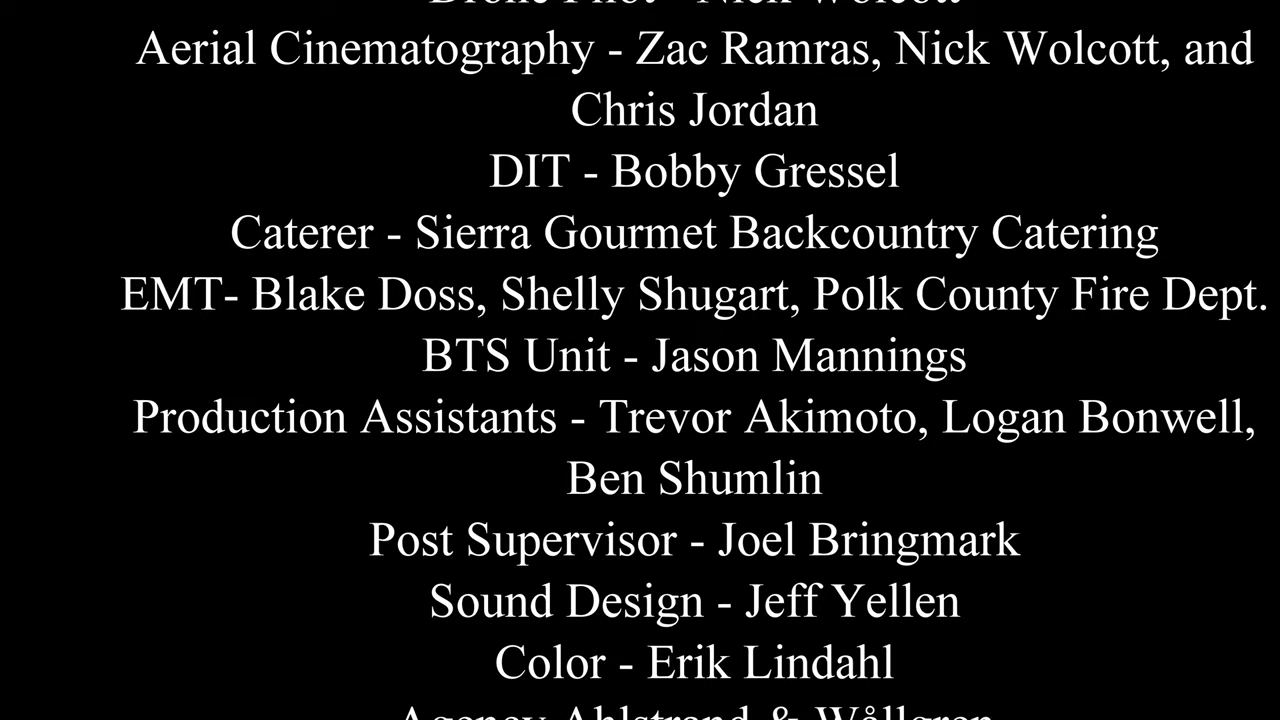 Drone Pilot - Nick Wolcott
Aerial Cinematography - Zac Ramras, Nick Wolcott, and
Chris Jordan
DIT - Bobby Gressel
Caterer - Sierra Gourmet Backcountry Catering
EMT- Blake Doss, Shelly Shugart, Polk County Fire Dept.
BTS Unit - Jason Mannings
Production Assistants - Trevor Akimoto, Logan Bonwell,
Ben Shumlin
Post Supervisor - Joel Bringmark
Sound Design - Jeff Yellen
Color - Erik Lindahl
Agency Ahlstrand & Wållgren